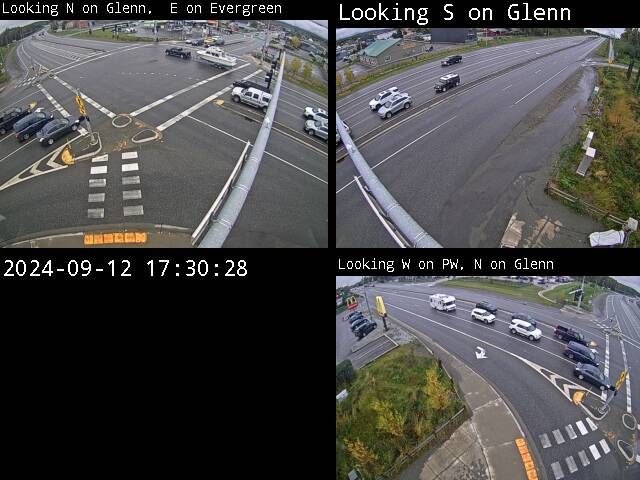 Looking N on Glenn,  E on Evergreen
Looking S on Glenn
2024-09-12 17:30:28
Looking W on PW, N on Glenn